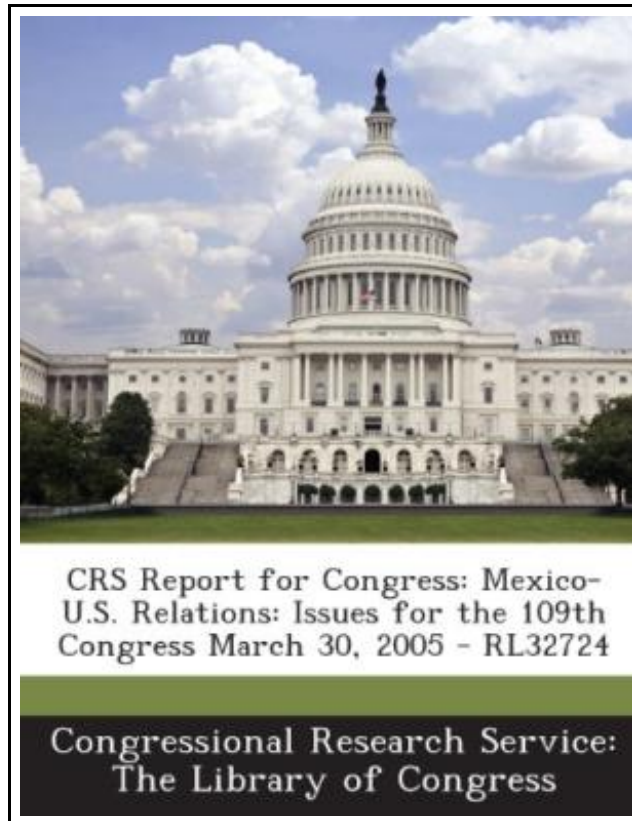 CRS Report for Congress: Mexico-
U.S. Relations: Issues for the 109th
Congress March 30, 2005 - RL32724
Congressional Research Service:
The Library of Congress